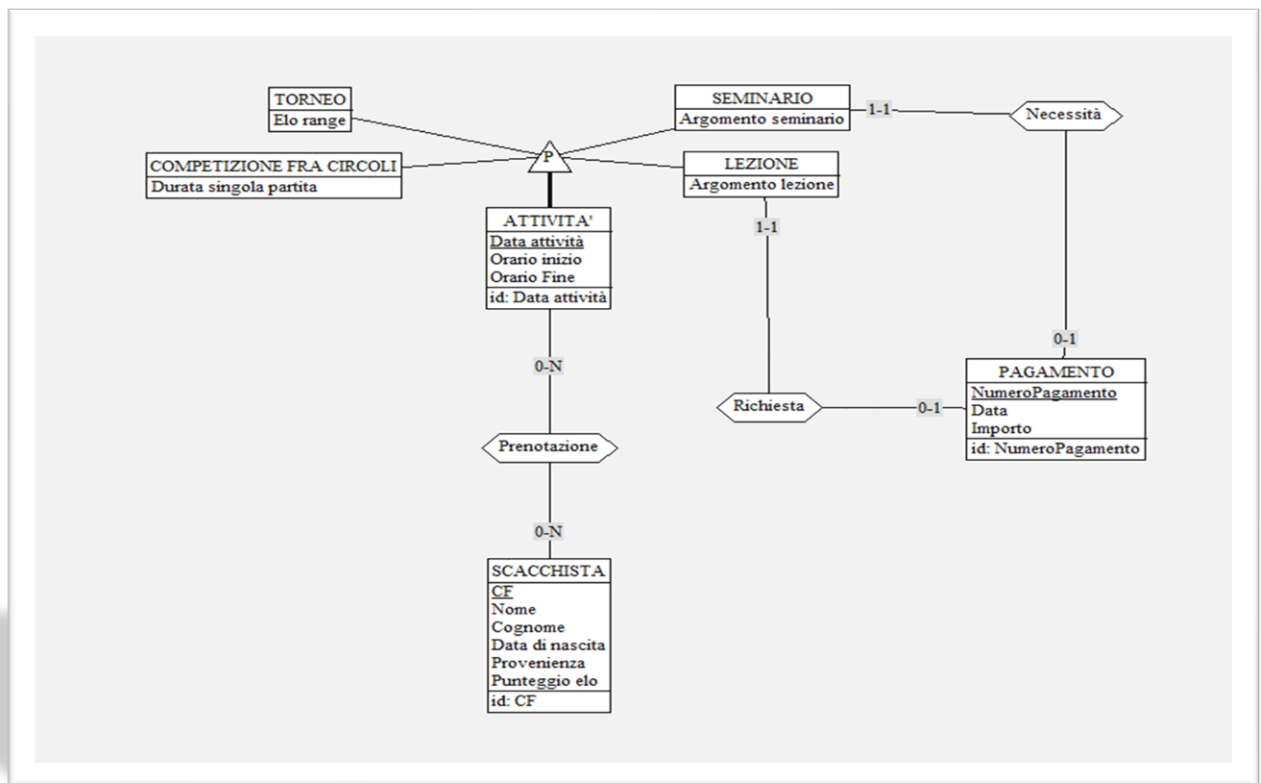 TORNEO
Elo range
SEMINARIO
Argomento seminario
1-1
Necessità
COMPETIZIONE FRA CIRCOLI
Durata singola partita
P
LEZIONE
Argomento lezione
1-1
ATTIVITA'
Data attività
Orario inizio
Orario Fine
id: Data attività
0-N
0-1
PAGAMENTO
NumeroPagamento
Data
Importo
id: NumeroPagamento
Richiesta
0-1
Prenotazione
0-N
SCACCHISTA
CF
Nome
Cognome
Data di nascita
Provenienza
Punteggio elo
id: CF